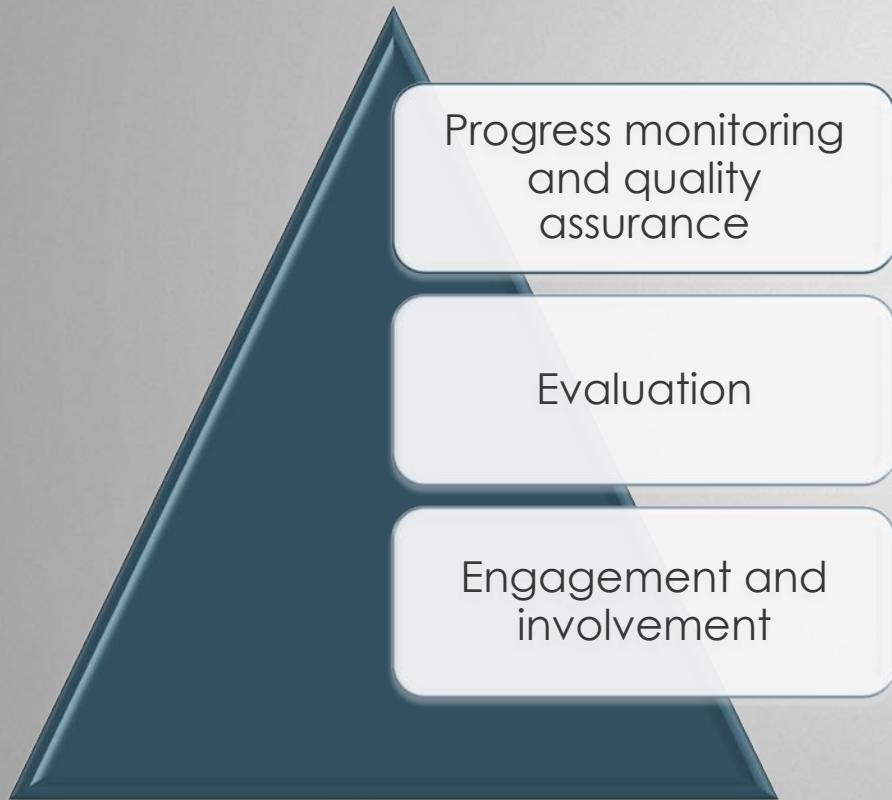 Progress monitoring
and quality
assurance
Evaluation
Engagement and
involvement